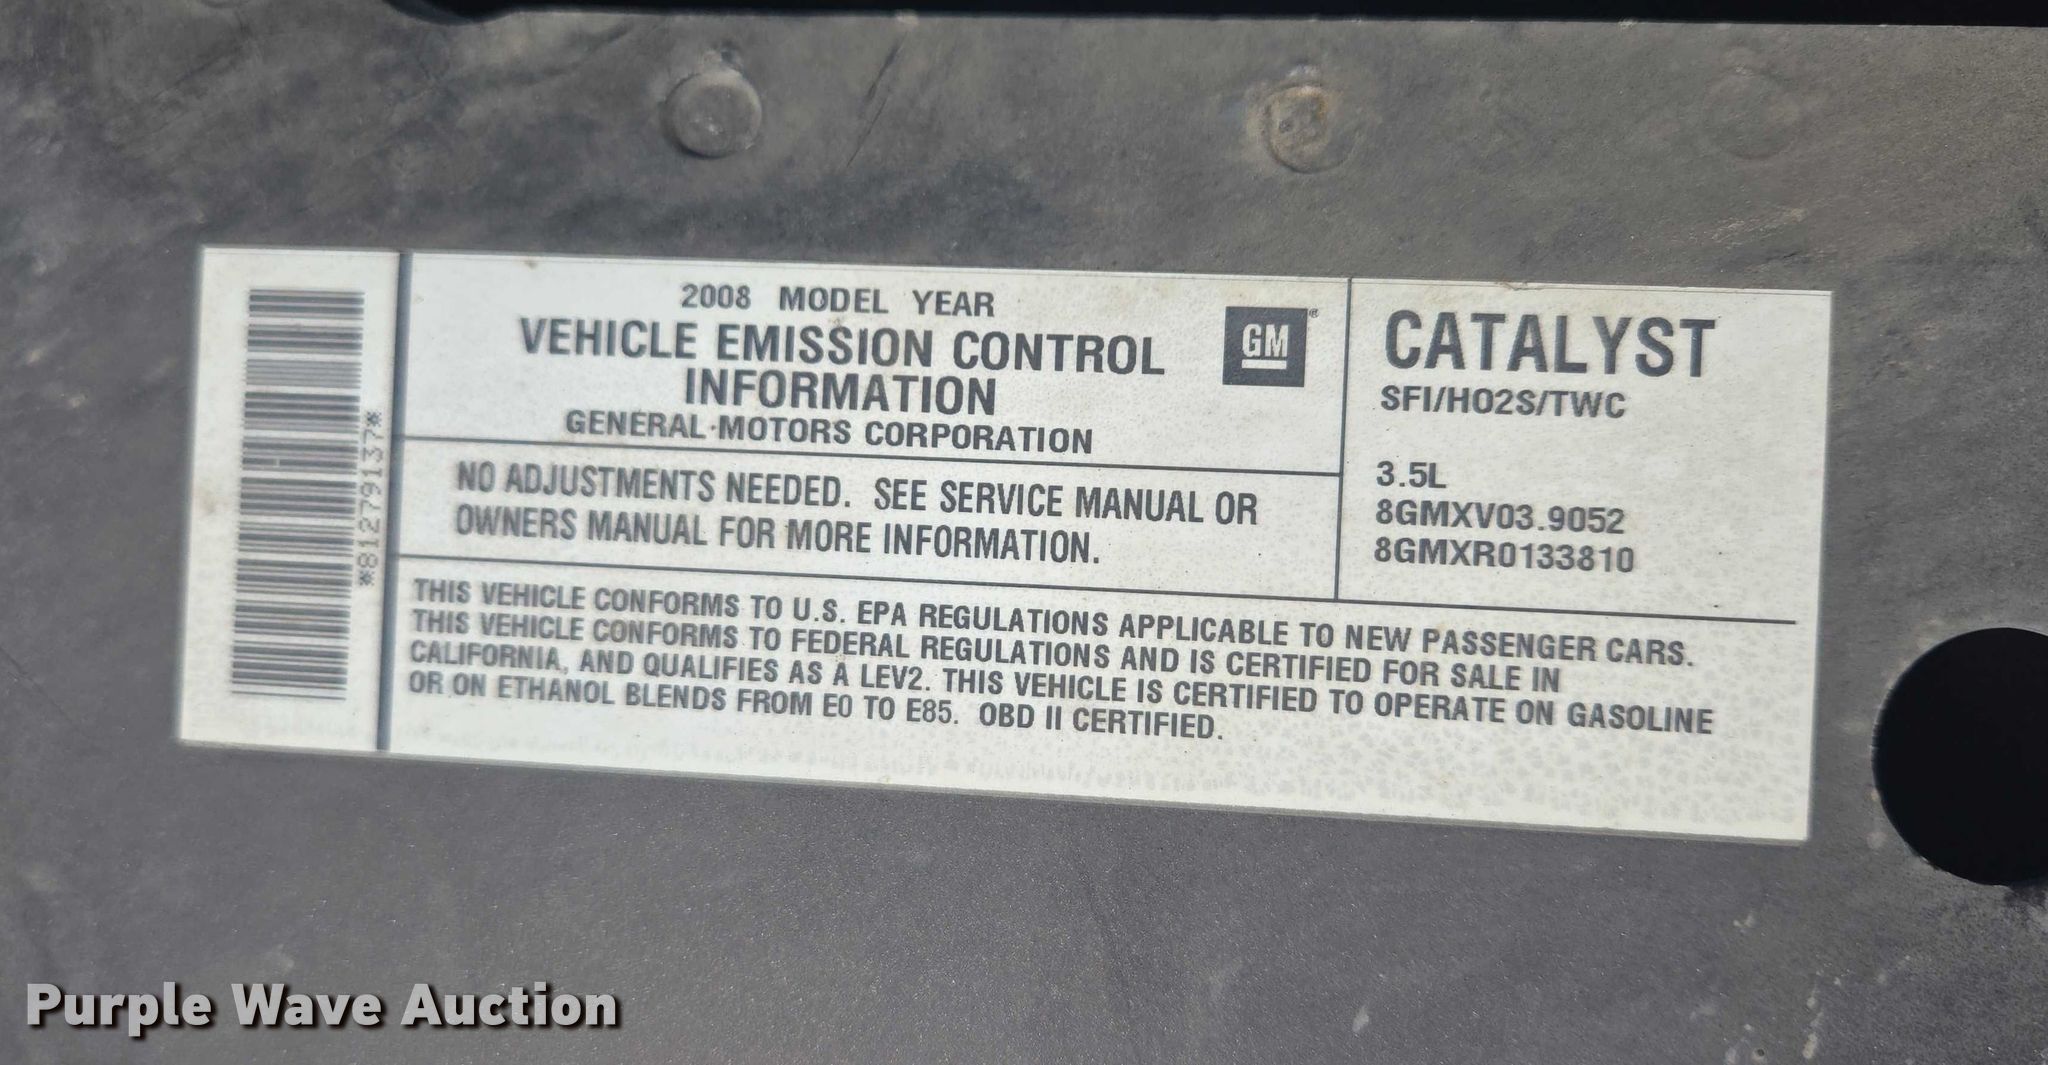 *81279137*
2008 MODEL YEAR
VEHICLE EMISSION CONTROL
INFORMATION
GENERAL MOTORS CORPORATION
GM®
CATALYST
SFI/HO2S/TWC
3.5L
8GMXV03.9052
8GMXR0133810
NO ADJUSTMENTS NEEDED. SEE SERVICE MANUAL OR
OWNERS MANUAL FOR MORE INFORMATION.
THIS VEHICLE CONFORMS TO U.S. EPA REGULATIONS APPLICABLE TO NEW PASSENGER CARS.
THIS VEHICLE CONFORMS TO FEDERAL REGULATIONS AND IS CERTIFIED FOR SALE IN
CALIFORNIA, AND QUALIFIES AS A LEV2. THIS VEHICLE IS CERTIFIED TO OPERATE ON GASOLINE
OR ON ETHANOL BLENDS FROM E0 TO E85. OBD II CERTIFIED.
Purple Wave Auction